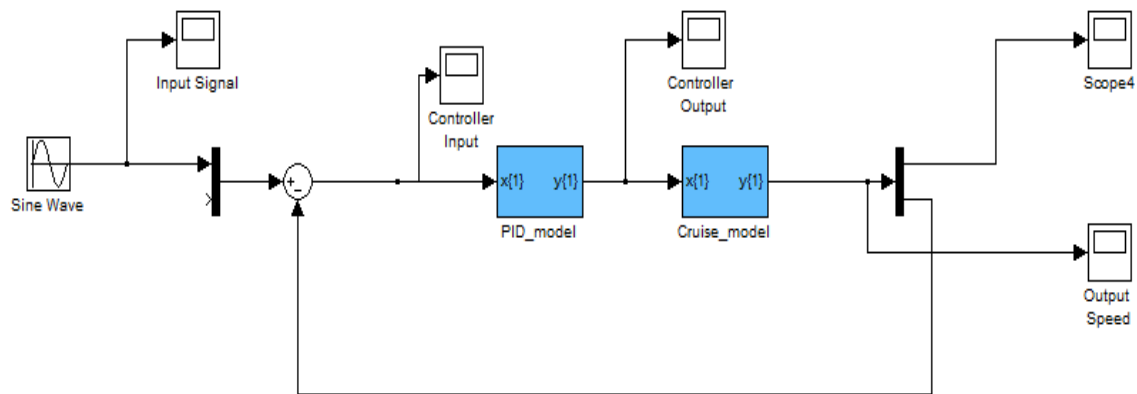 Input Signal
Controller
Input
Controller
Output
Scope4
Sine Wave
+
-
x{1} y{1}
PID_model
x{1} y{1}
Cruise_model
Output
Speed